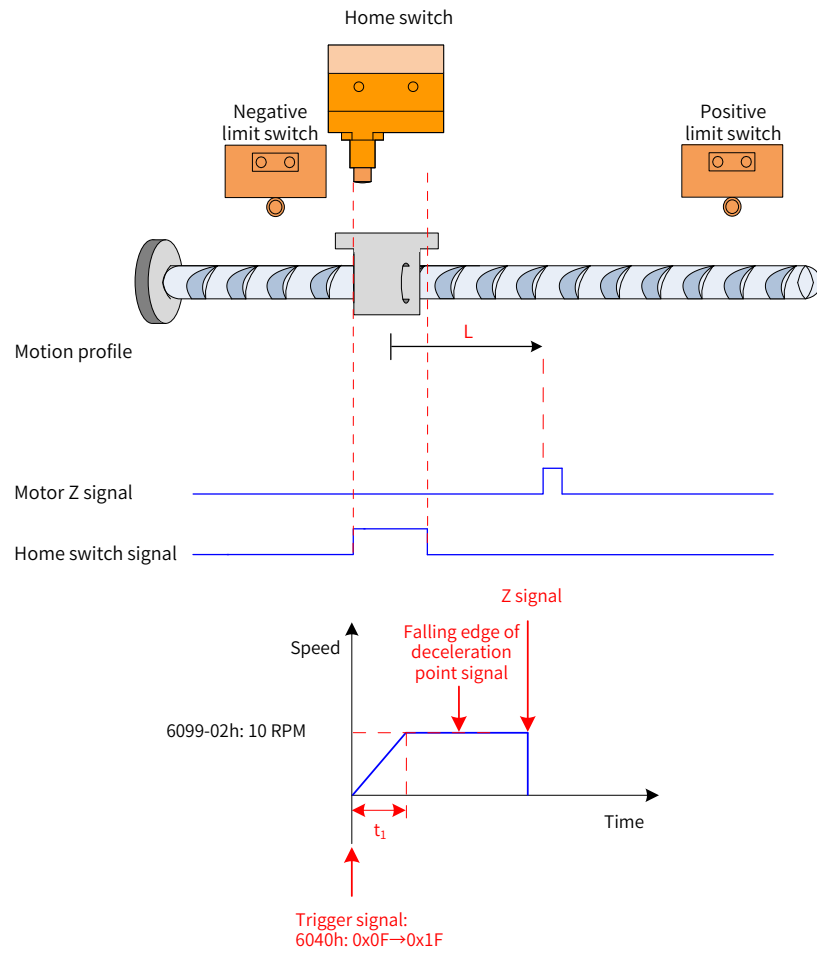 Home switch
Negative
limit switch
Positive
limit switch
L
Motion profile
Motor Z signal
Home switch signal
Z signal
Falling edge of
deceleration
point signal
Speed
6099-02h: 10 RPM
t₁
Time
Trigger signal:
6040h: 0x0F→0x1F